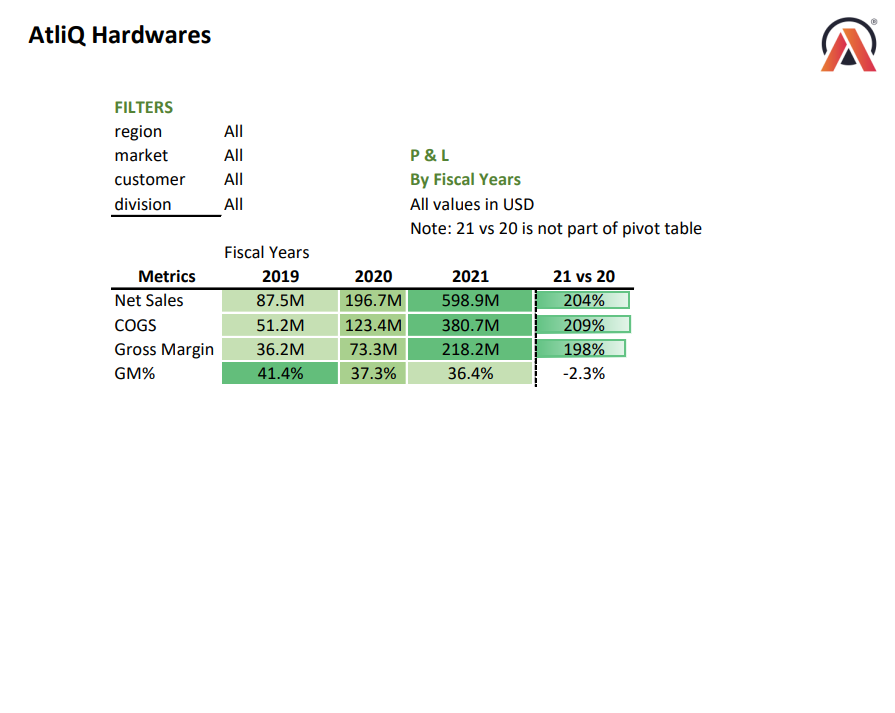 AtliQ Hardwares
®
FILTERS
region All
market All P & L
customer All By Fiscal Years
division All All values in USD
Note: 21 vs 20 is not part of pivot table
Fiscal Years
Metrics 2019 2020 2021 21 vs 20
Net Sales 87.5M 196.7M 598.9M 204%
COGS 51.2M 123.4M 380.7M 209%
Gross Margin 36.2M 73.3M 218.2M 198%
GM% 41.4% 37.3% 36.4% -2.3%